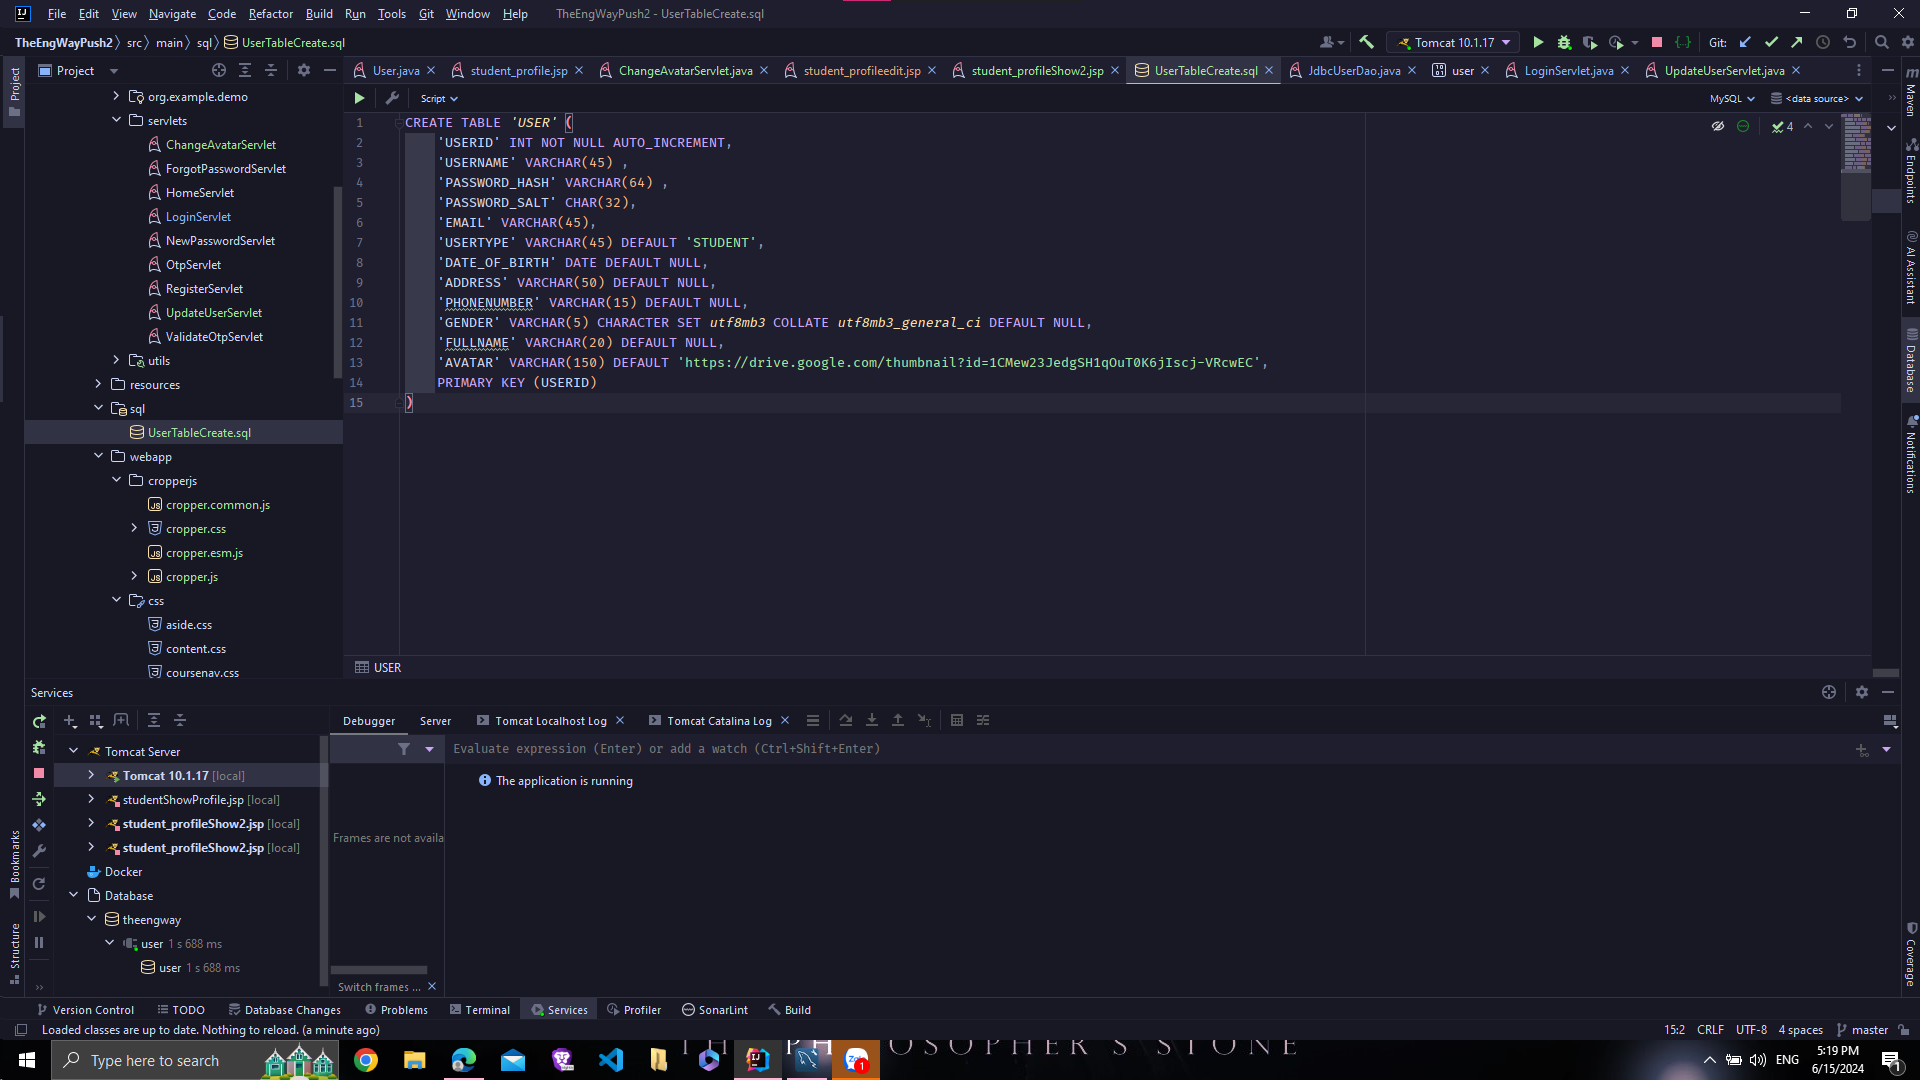 File Edit View Navigate Code Refactor Build Run Tools Git Window Help TheEngWayPush2 - UserTableCreate.sql
TheEngWayPush2 src main sql UserTableCreate.sql Tomcat 10.1.17 Git:
Project User.java student_profile.jsp ChangeAvatarServlet.java student_profileedit.jsp student_profileShow2.jsp UserTableCreate.sql JdbcUserDao.java user LoginServlet.java UpdateUserServlet.java
Script MySQL <data source>
org.example.demo
servlets
ChangeAvatarServlet
ForgotPasswordServlet
HomeServlet
LoginServlet
NewPasswordServlet
OtpServlet
RegisterServlet
UpdateUserServlet
ValidateOtpServlet
utils
resources
sql
UserTableCreate.sql
webapp
cropperjs
cropper.common.js
cropper.css
cropper.esm.js
cropper.js
css
aside.css
content.css
coursenav.css
1 CREATE TABLE 'USER' (
2 'USERID' INT NOT NULL AUTO_INCREMENT,
3 'USERNAME' VARCHAR(45) ,
4 'PASSWORD_HASH' VARCHAR(64) ,
5 'PASSWORD_SALT' CHAR(32),
6 'EMAIL' VARCHAR(45),
7 'USERTYPE' VARCHAR(45) DEFAULT 'STUDENT',
8 'DATE_OF_BIRTH' DATE DEFAULT NULL,
9 'ADDRESS' VARCHAR(50) DEFAULT NULL,
10 'PHONENUMBER' VARCHAR(15) DEFAULT NULL,
11 'GENDER' VARCHAR(5) CHARACTER SET utf8mb3 COLLATE utf8mb3_general_ci DEFAULT NULL,
12 'FULLNAME' VARCHAR(20) DEFAULT NULL,
13 'AVATAR' VARCHAR(150) DEFAULT 'https://drive.google.com/thumbnail?id=1CMew23JedgSH1qOuT0K6jIscj-VRcwEC',
14 PRIMARY KEY (USERID)
15 )
4
USER
Project
Bookmarks
Structure
Maven
Endpoints
AI Assistant
Database
Notifications
Coverage
Services
Debugger Server Tomcat Localhost Log Tomcat Catalina Log
Tomcat Server
Tomcat 10.1.17 [local]
studentShowProfile.jsp [local]
student_profileShow2.jsp [local]
student_profileShow2.jsp [local]
Docker
Database
theengway
user 1 s 688 ms
user 1 s 688 ms
Frames are not availa
Switch frames ...
Evaluate expression (Enter) or add a watch (Ctrl+Shift+Enter)
The application is running
Version Control TODO Database Changes Problems Terminal Services Profiler SonarLint Build
Loaded classes are up to date. Nothing to reload. (a minute ago) 15:2 CRLF UTF-8 4 spaces master
Type here to search
OSOPHER'S STONE
ENG
5:19 PM
6/15/2024
1